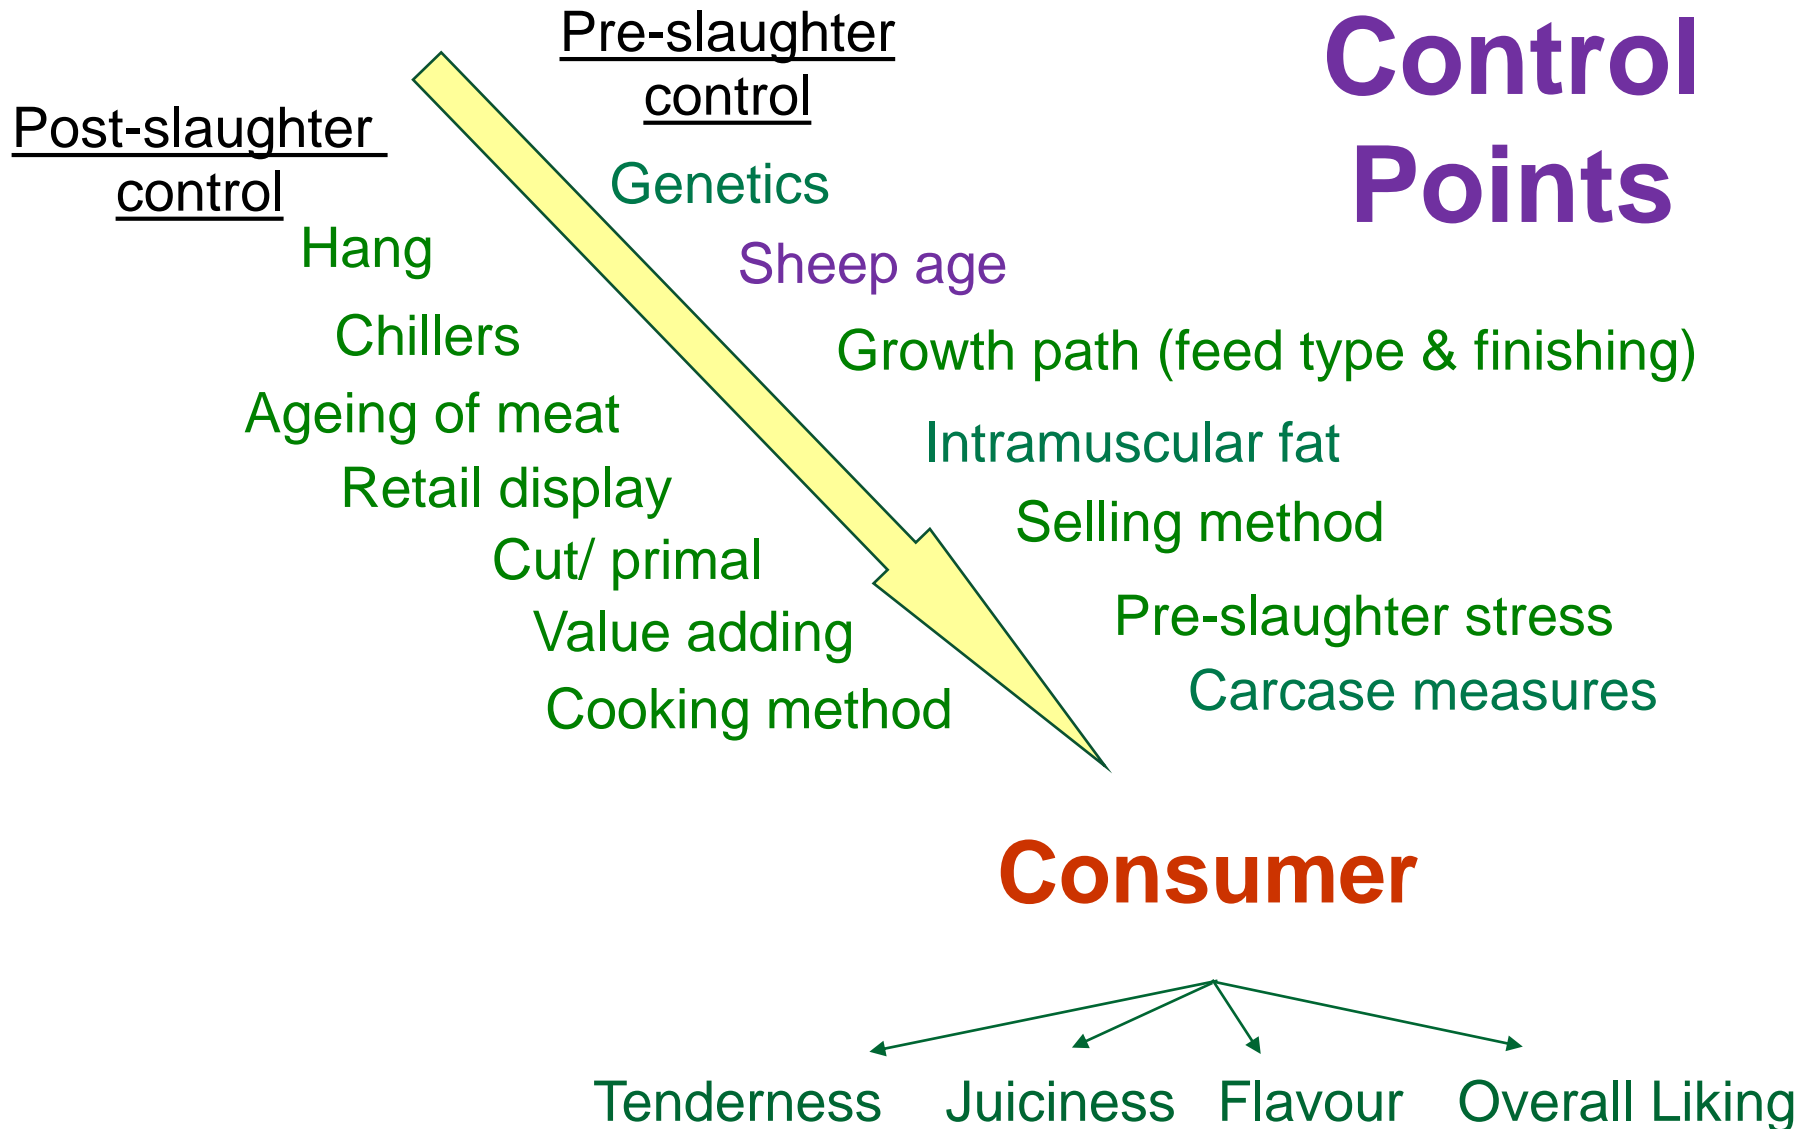 Control
Points
Pre-slaughter
control
Genetics
Sheep age
Growth path (feed type & finishing)
Intramuscular fat
Selling method
Pre-slaughter stress
Carcase measures
Post-slaughter
control
Hang
Chillers
Ageing of meat
Retail display
Cut/ primal
Value adding
Cooking method
Consumer
Tenderness Juiciness Flavour Overall Liking